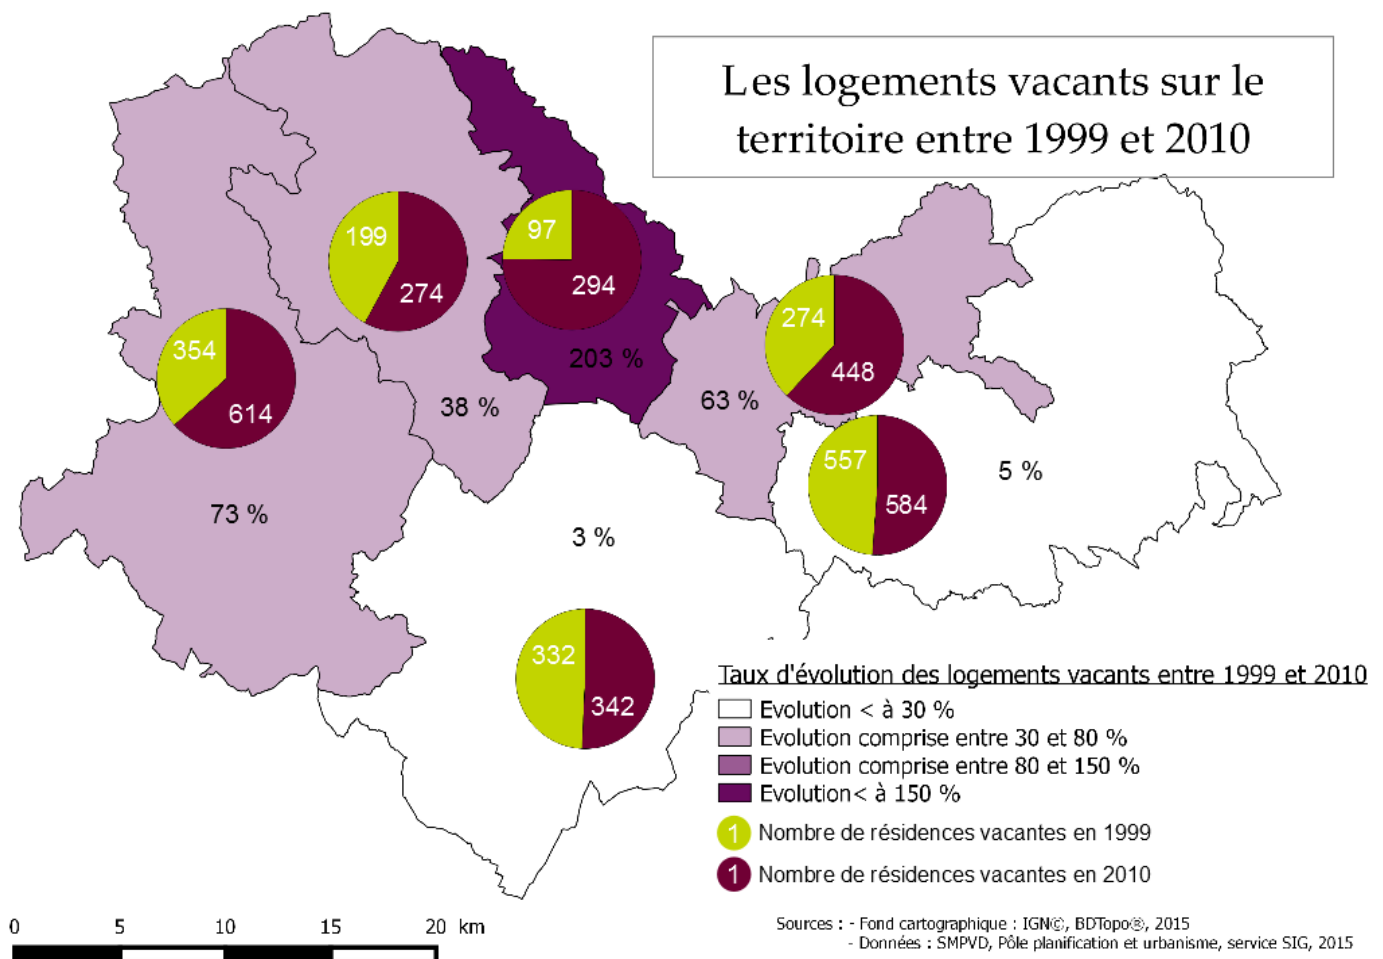 Les logements vacants sur le
territoire entre 1999 et 2010
199
274
97
294
203 %
354
614
38 %
63 %
274
448
557
584
5 %
73 %
3 %
332
342
Taux d'évolution des logements vacants entre 1999 et 2010
Evolution < à 30 %
Evolution comprise entre 30 et 80 %
Evolution comprise entre 80 et 150 %
Evolution< à 150 %
1 Nombre de résidences vacantes en 1999
1 Nombre de résidences vacantes en 2010
0 5 10 15 20 km
Sources : - Fond cartographique : IGN©, BDTopo®, 2015
- Données : SMPVD, Pôle planification et urbanisme, service SIG, 2015